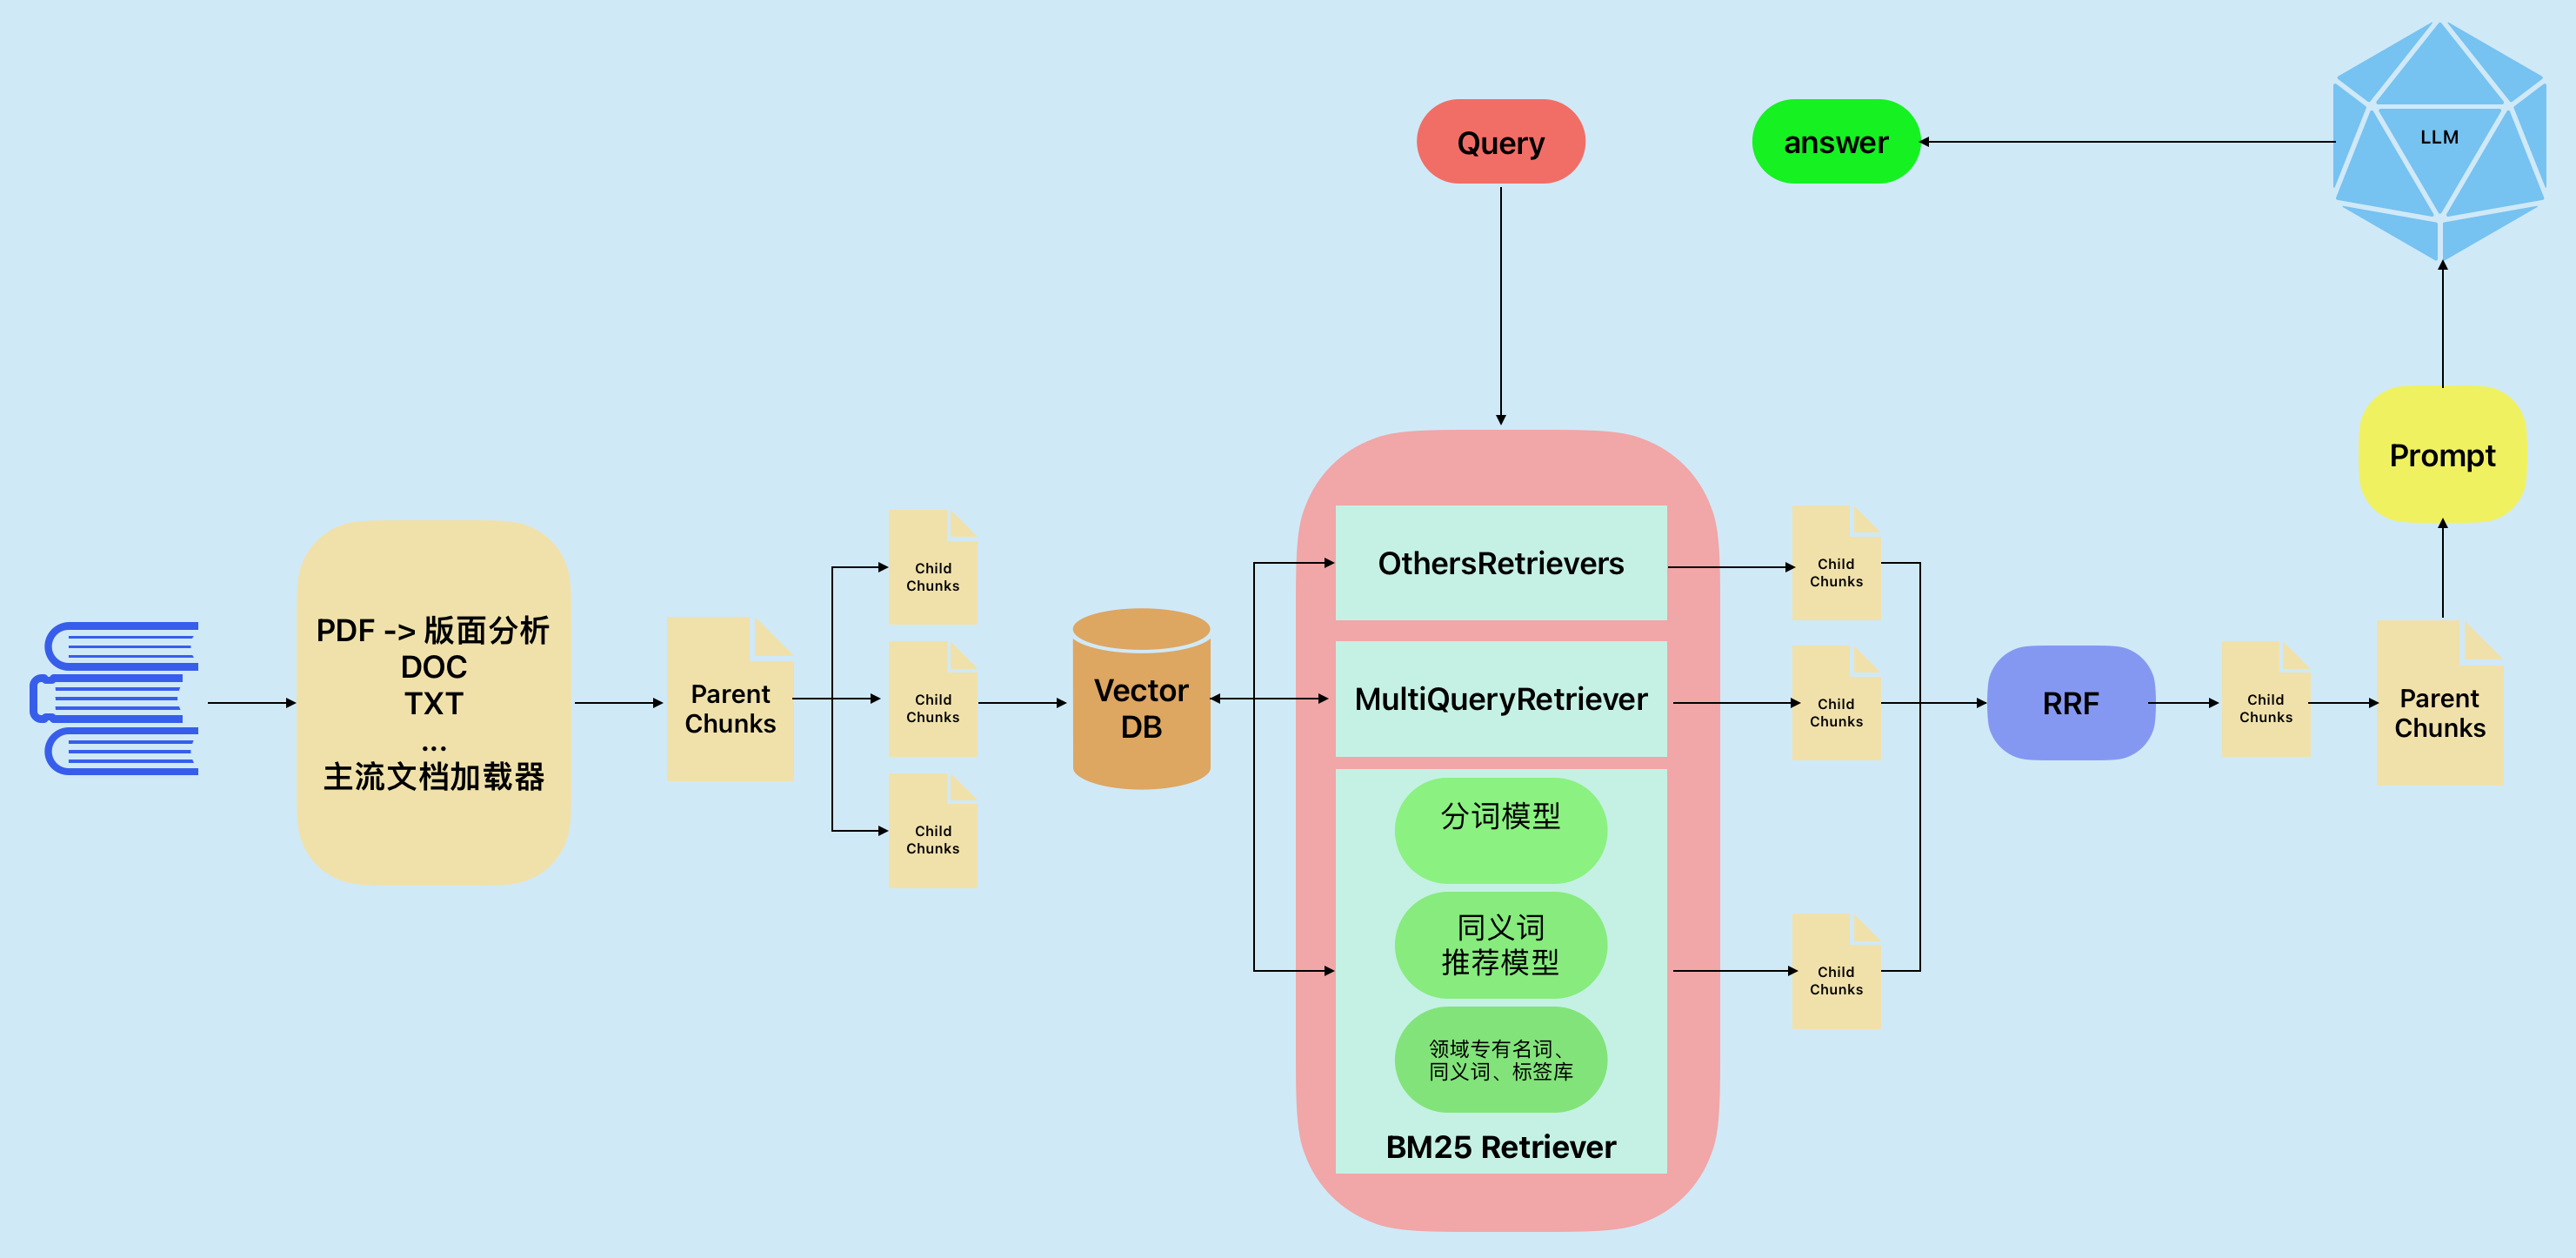 LLM
Query
answer
Prompt
PDF -> 版面分析
DOC
TXT
...
主流文档加载器
Parent
Chunks
Child
Chunks
Child
Chunks
Child
Chunks
Vector
DB
OthersRetrievers
MultiQueryRetriever
分词模型
同义词
推荐模型
领域专有名词、
同义词、标签库
BM25 Retriever
Child
Chunks
Child
Chunks
Child
Chunks
RRF
Child
Chunks
Parent
Chunks